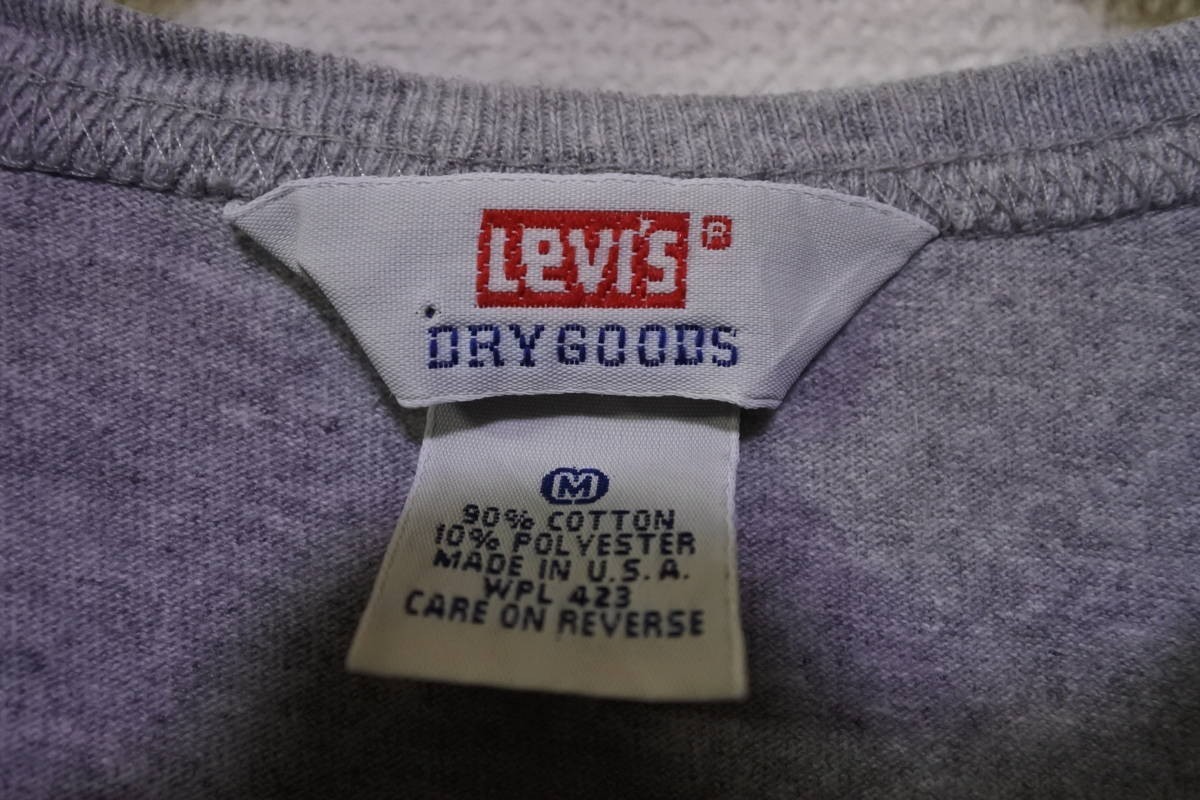 Levi's ®
DRY GOODS
M
90% COTTON
10% POLYESTER
MADE IN U.S.A.
WPL 423
CARE ON REVERSE